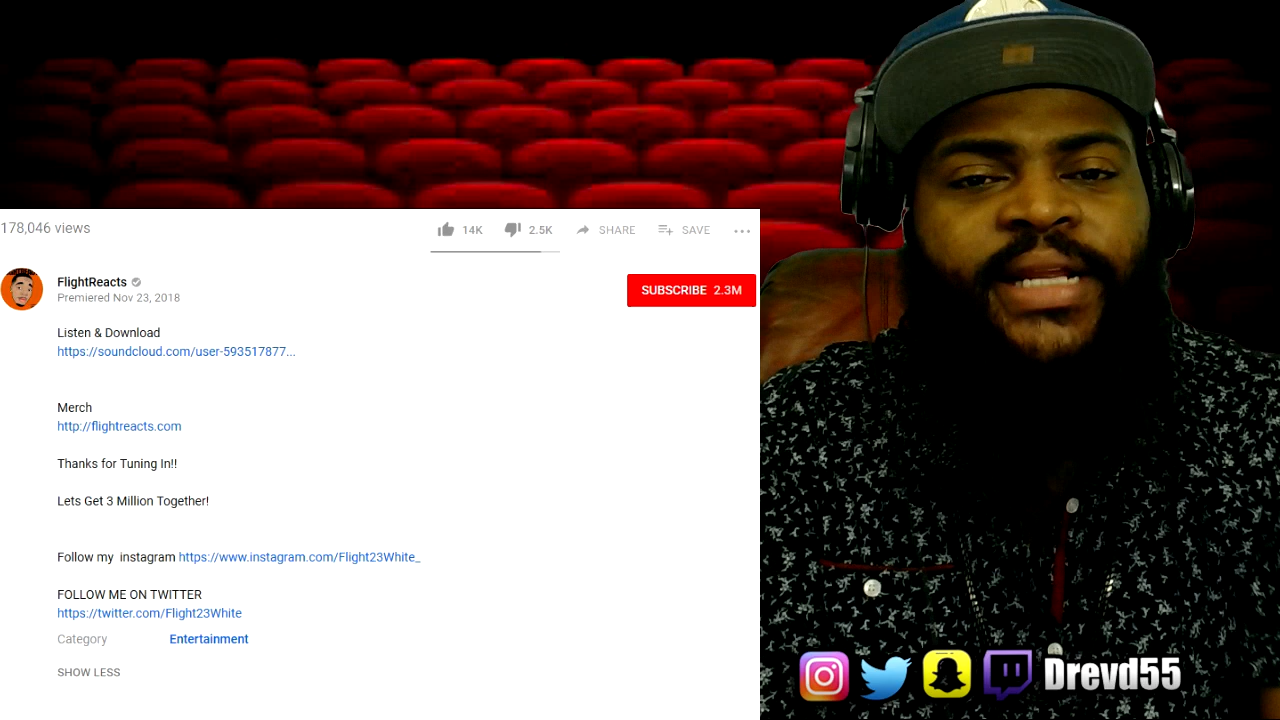 178,046 views
14K 2.5K SHARE SAVE
FlightReacts
Premiered Nov 23, 2018
SUBSCRIBE 2.3M
Listen & Download
https://soundcloud.com/user-593517877...
Merch
http://flightreacts.com
Thanks for Tuning In!!
Lets Get 3 Million Together!
Follow my instagram https://www.instagram.com/Flight23White_
FOLLOW ME ON TWITTER
https://twitter.com/Flight23White
Category Entertainment
SHOW LESS
Drevd55